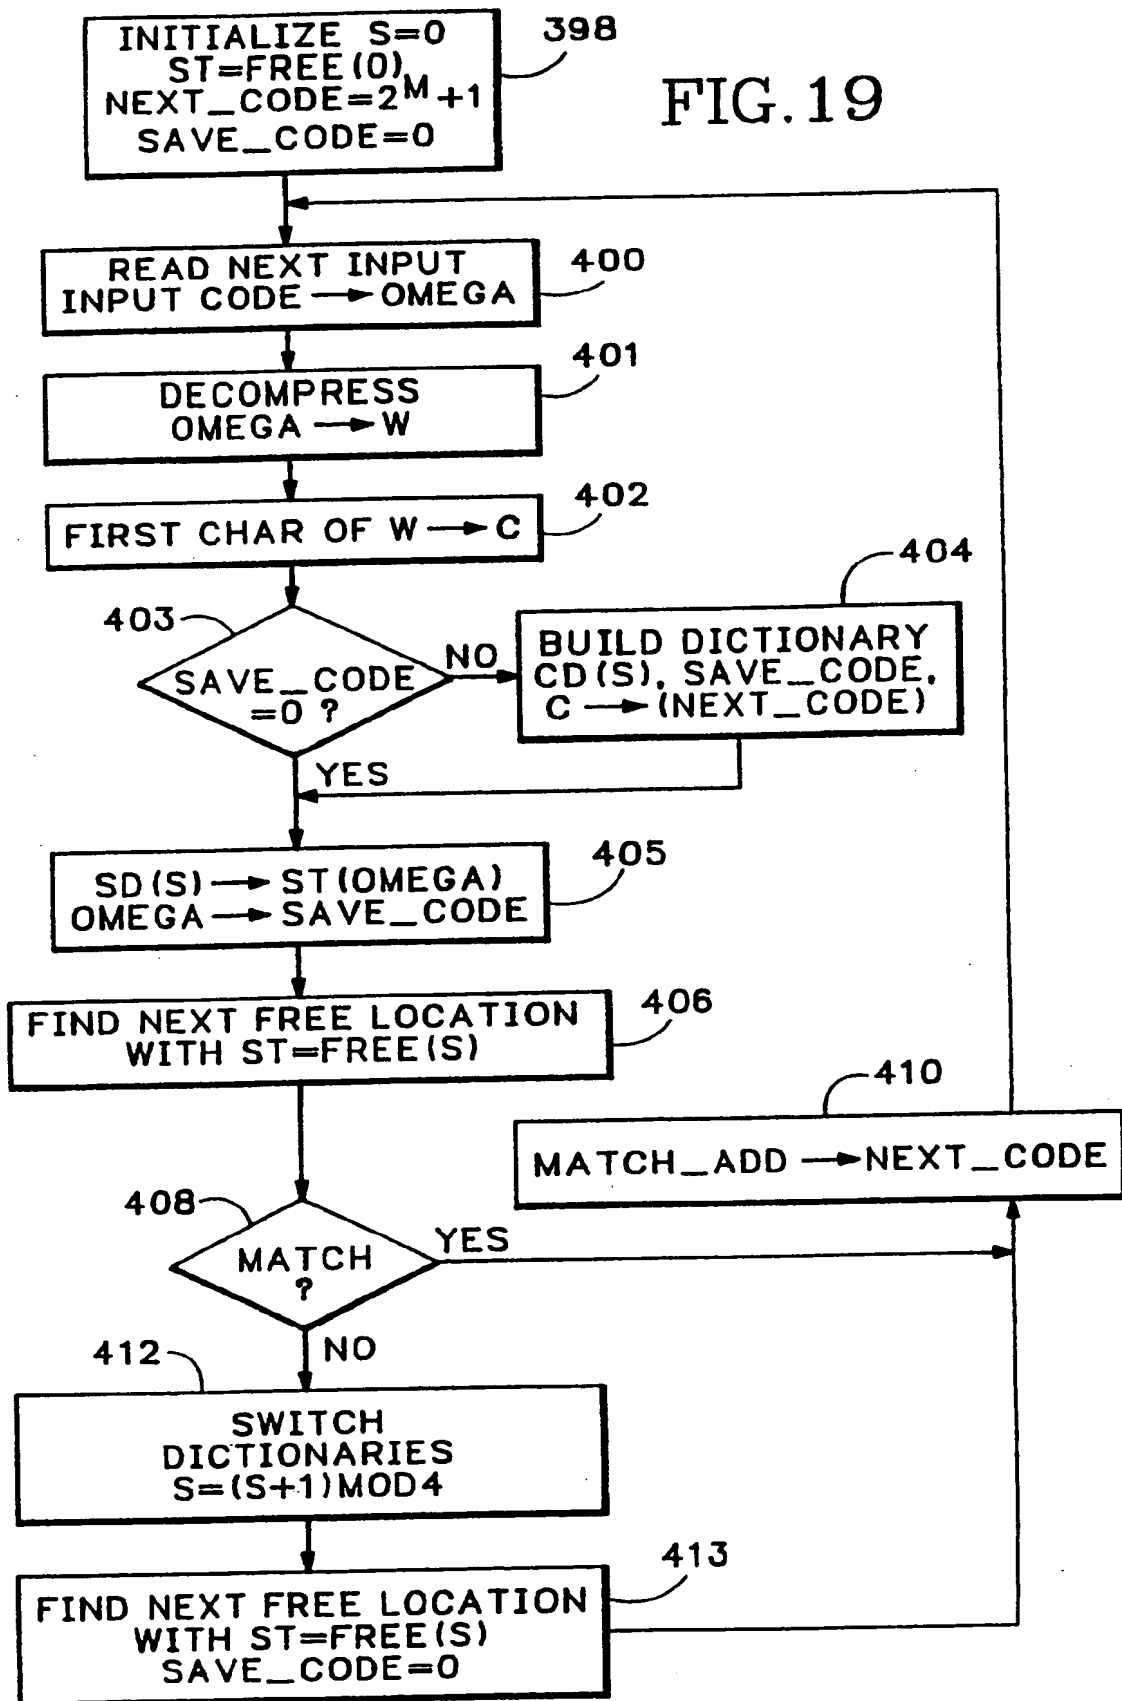 INITIALIZE S=0
ST=FREE(0)
NEXT_CODE=2^M+1
SAVE_CODE=0
398
FIG.19
READ NEXT INPUT
INPUT CODE → OMEGA
400
DECOMPRESS
OMEGA → W
401
FIRST CHAR OF W → C
402
403
SAVE_CODE
=0 ?
NO
YES
404
BUILD DICTIONARY
CD(S), SAVE_CODE,
C → (NEXT_CODE)
SD(S) → ST(OMEGA)
OMEGA → SAVE_CODE
405
FIND NEXT FREE LOCATION
WITH ST=FREE(S)
406
410
MATCH_ADD → NEXT_CODE
408
MATCH
?
YES
NO
412
SWITCH
DICTIONARIES
S=(S+1)MOD4
413
FIND NEXT FREE LOCATION
WITH ST=FREE(S)
SAVE_CODE=0